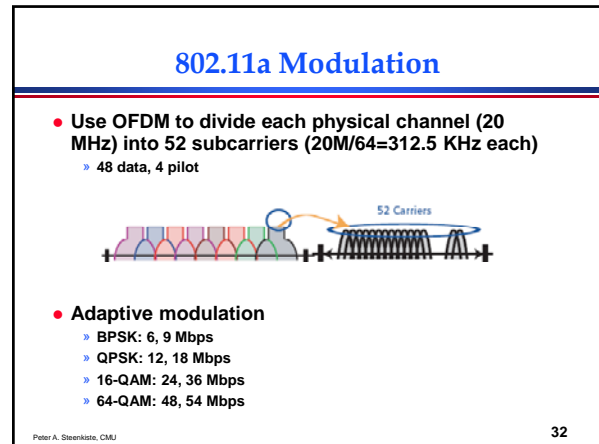 802.11a Modulation
● Use OFDM to divide each physical channel (20
MHz) into 52 subcarriers (20M/64=312.5 KHz each)
» 48 data, 4 pilot
52 Carriers
● Adaptive modulation
» BPSK: 6, 9 Mbps
» QPSK: 12, 18 Mbps
» 16-QAM: 24, 36 Mbps
» 64-QAM: 48, 54 Mbps
Peter A. Steenkiste, CMU
32